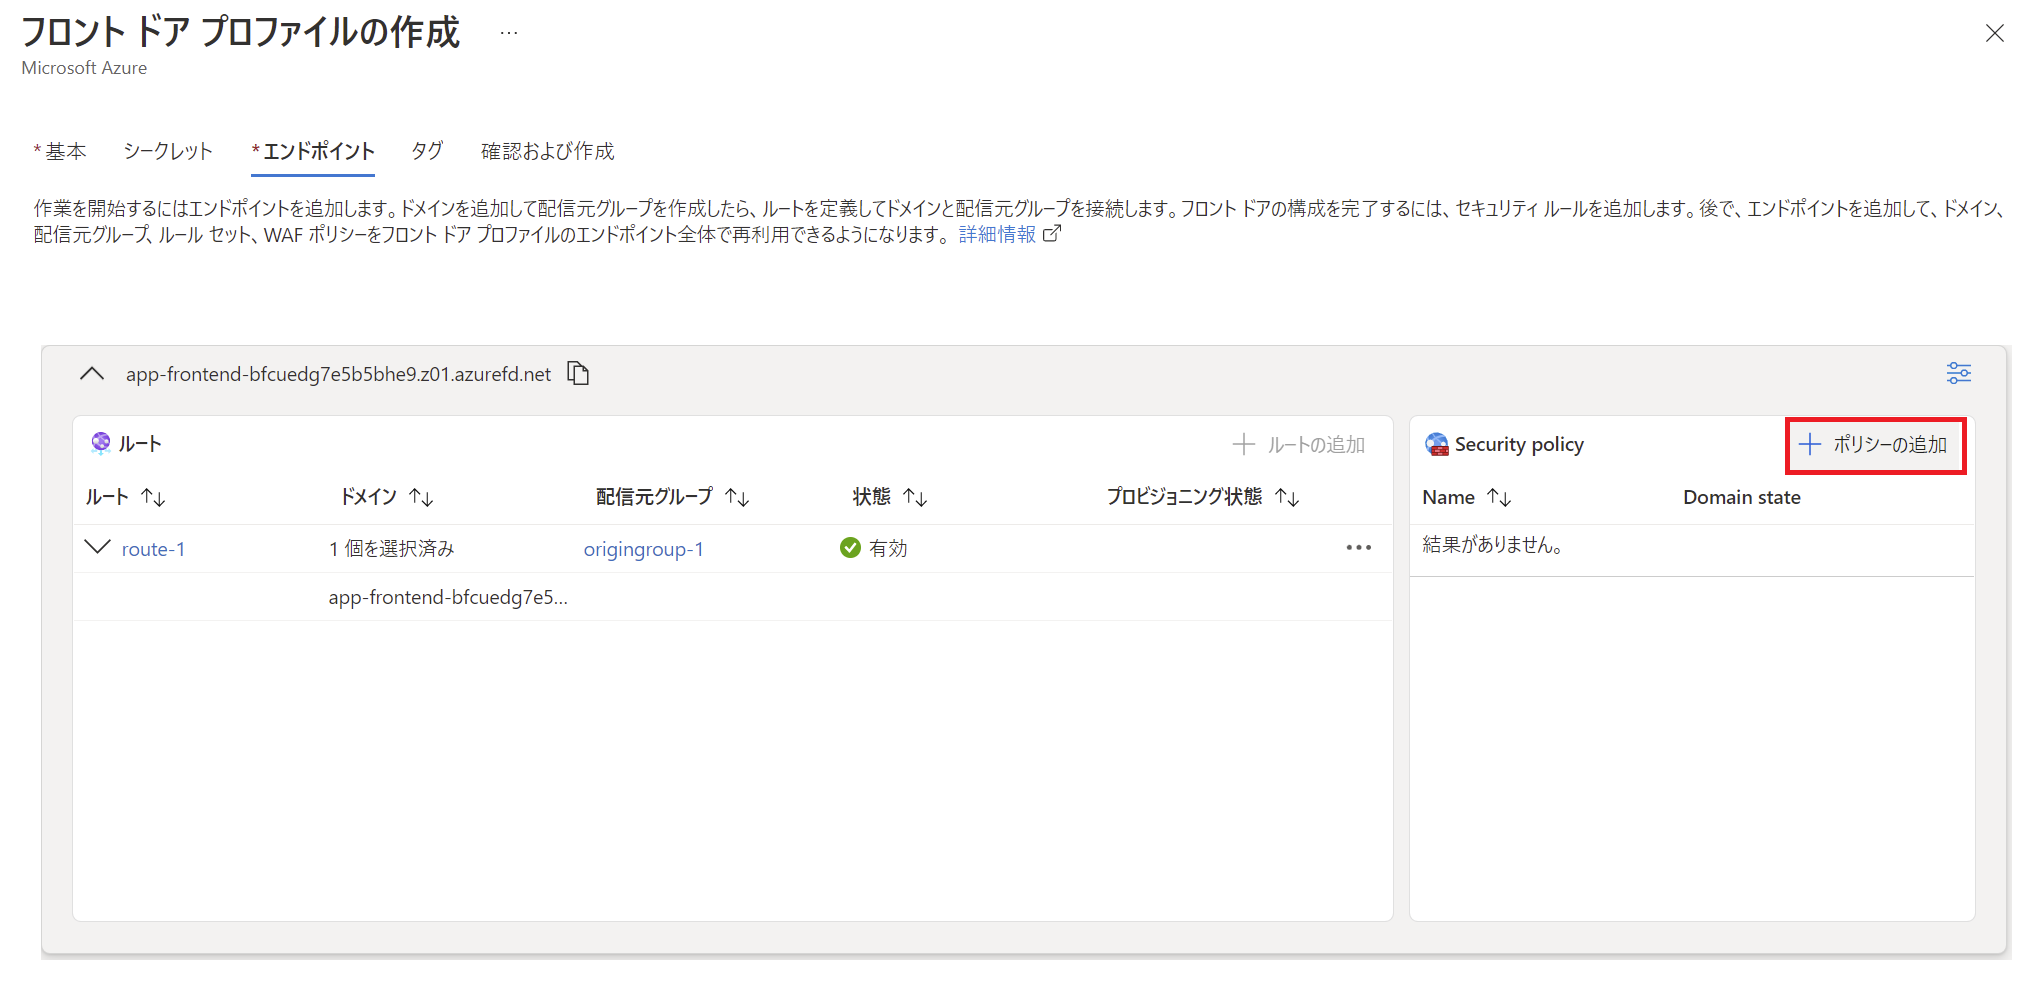 フロント ドア プロファイルの作成 …
Microsoft Azure
* 基本 シークレット * エンドポイント タグ 確認および作成
作業を開始するにはエンドポイントを追加します。ドメインを追加して配信元グループを作成したら、ルートを定義してドメインと配信元グループを接続します。フロント ドアの構成を完了するには、セキュリティ ルールを追加します。後で、エンドポイントを追加して、ドメイン、
配信元グループ、ルール セット、WAF ポリシーをフロント ドア プロファイルのエンドポイント全体で再利用できるようになります。 詳細情報
app-frontend-bfcuedg7e5b5bhe9.z01.azurefd.net
ルート
ルートの追加
ルート ドメイン 配信元グループ 状態 プロビジョニング状態
route-1 1 個を選択済み origingroup-1 有効
app-frontend-bfcuedg7e5...
Security policy
ポリシーの追加
Name Domain state
結果がありません。